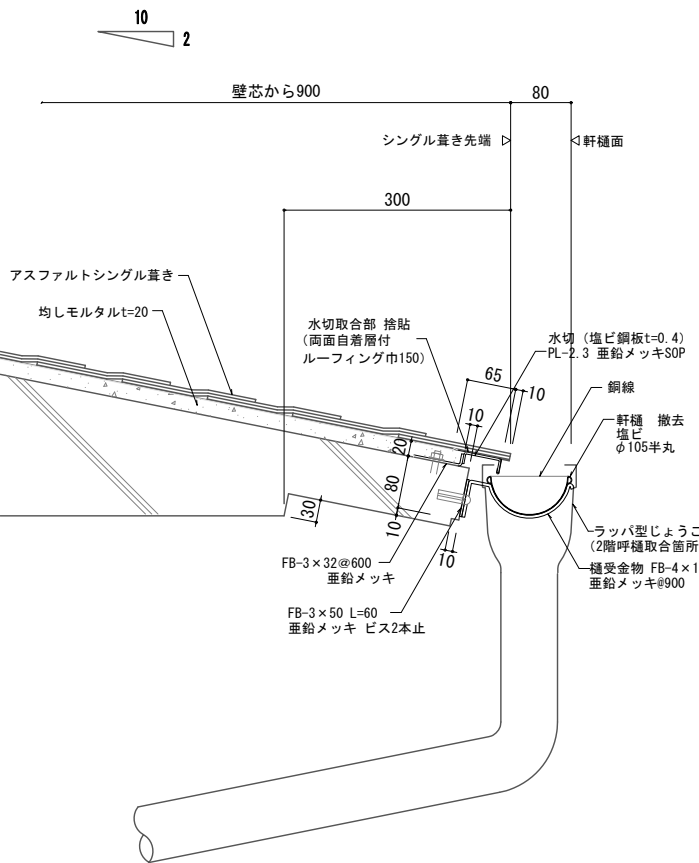 10
2
壁芯から900
80
シングル葺き先端
軒樋面
300
アスファルトシングル葺き
均しモルタルt=20
水切取合部 捨貼
(両面自着層付
ルーフィング巾150)
水切（塩ビ鋼板t=0.4)
PL-2.3 亜鉛メッキSOP
65
10
10
銅線
軒樋 撤去
塩ビ
φ105半丸
20
80
30
10
10
ラッパ型じょうご
(2階呼樋取合箇所
樋受金物 FB-4×1
亜鉛メッキ@900
FB-3×32@600
亜鉛メッキ
FB-3×50 L=60
亜鉛メッキ ビス2本止